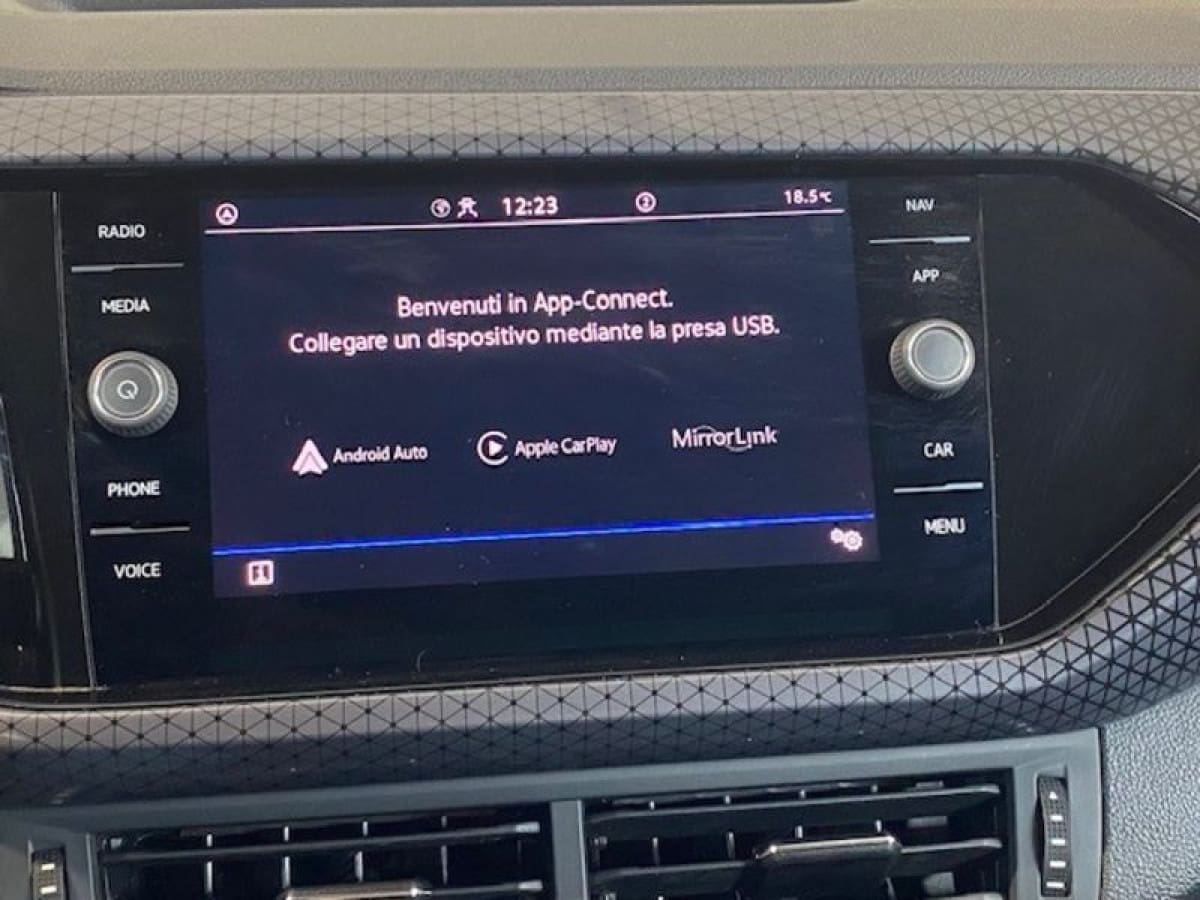 RADIO
MEDIA
PHONE
VOICE
12:23
2
18.5°C
Benvenuti in App-Connect.
Collegare un dispositivo mediante la presa USB.
Android Auto
Apple CarPlay
MirrorLink
NAV
APP
CAR
MENU